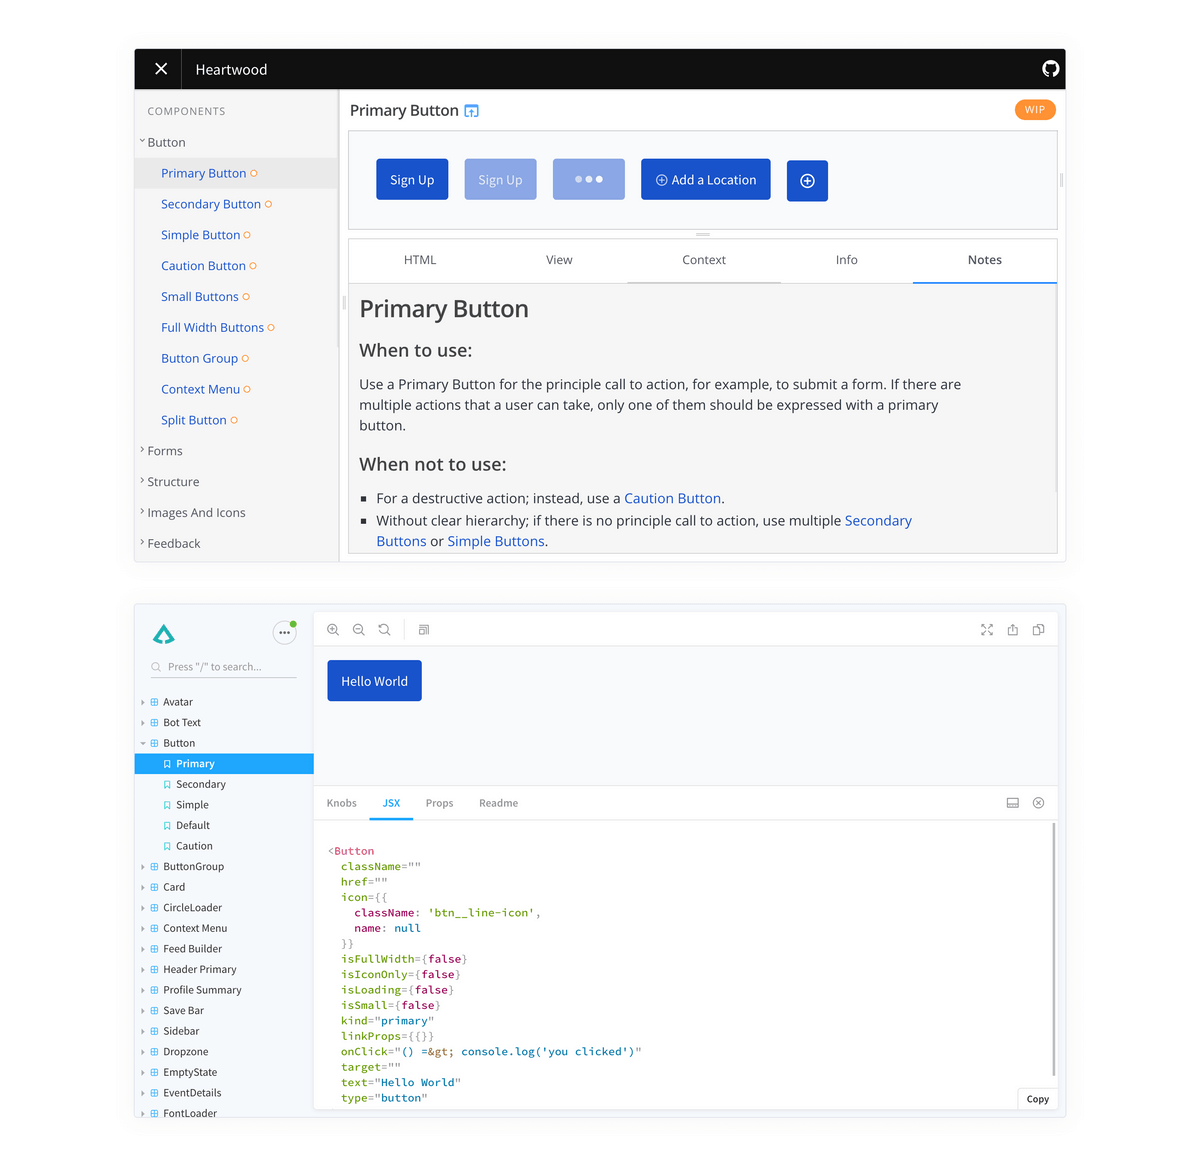 Heartwood
COMPONENTS
Button
Primary Button
Secondary Button
Simple Button
Caution Button
Small Buttons
Full Width Buttons
Button Group
Context Menu
Split Button
Forms
Structure
Images And Icons
Feedback
Primary Button
WIP
Sign Up
Sign Up
Add a Location
HTML
View
Context
Info
Notes
Primary Button
When to use:
Use a Primary Button for the principle call to action, for example, to submit a form. If there are
multiple actions that a user can take, only one of them should be expressed with a primary
button.
When not to use:
For a destructive action; instead, use a Caution Button.
Without clear hierarchy; if there is no principle call to action, use multiple Secondary
Buttons or Simple Buttons.
Press "/" to search...
Avatar
Bot Text
Button
Primary
Secondary
Simple
Default
Caution
ButtonGroup
Card
CircleLoader
Context Menu
Feed Builder
Header Primary
Profile Summary
Save Bar
Sidebar
Dropzone
EmptyState
EventDetails
FontLoader
Hello World
Knobs
JSX
Props
Readme
<Button
className=""
href=""
icon={{
className: 'btn__line-icon',
name: null
}}
isFullWidth={false}
isIconOnly={false}
isLoading={false}
isSmall={false}
kind="primary"
linkProps={{}}
onClick="() =&gt; console.log('you clicked')"
target=""
text="Hello World"
type="button"
Copy